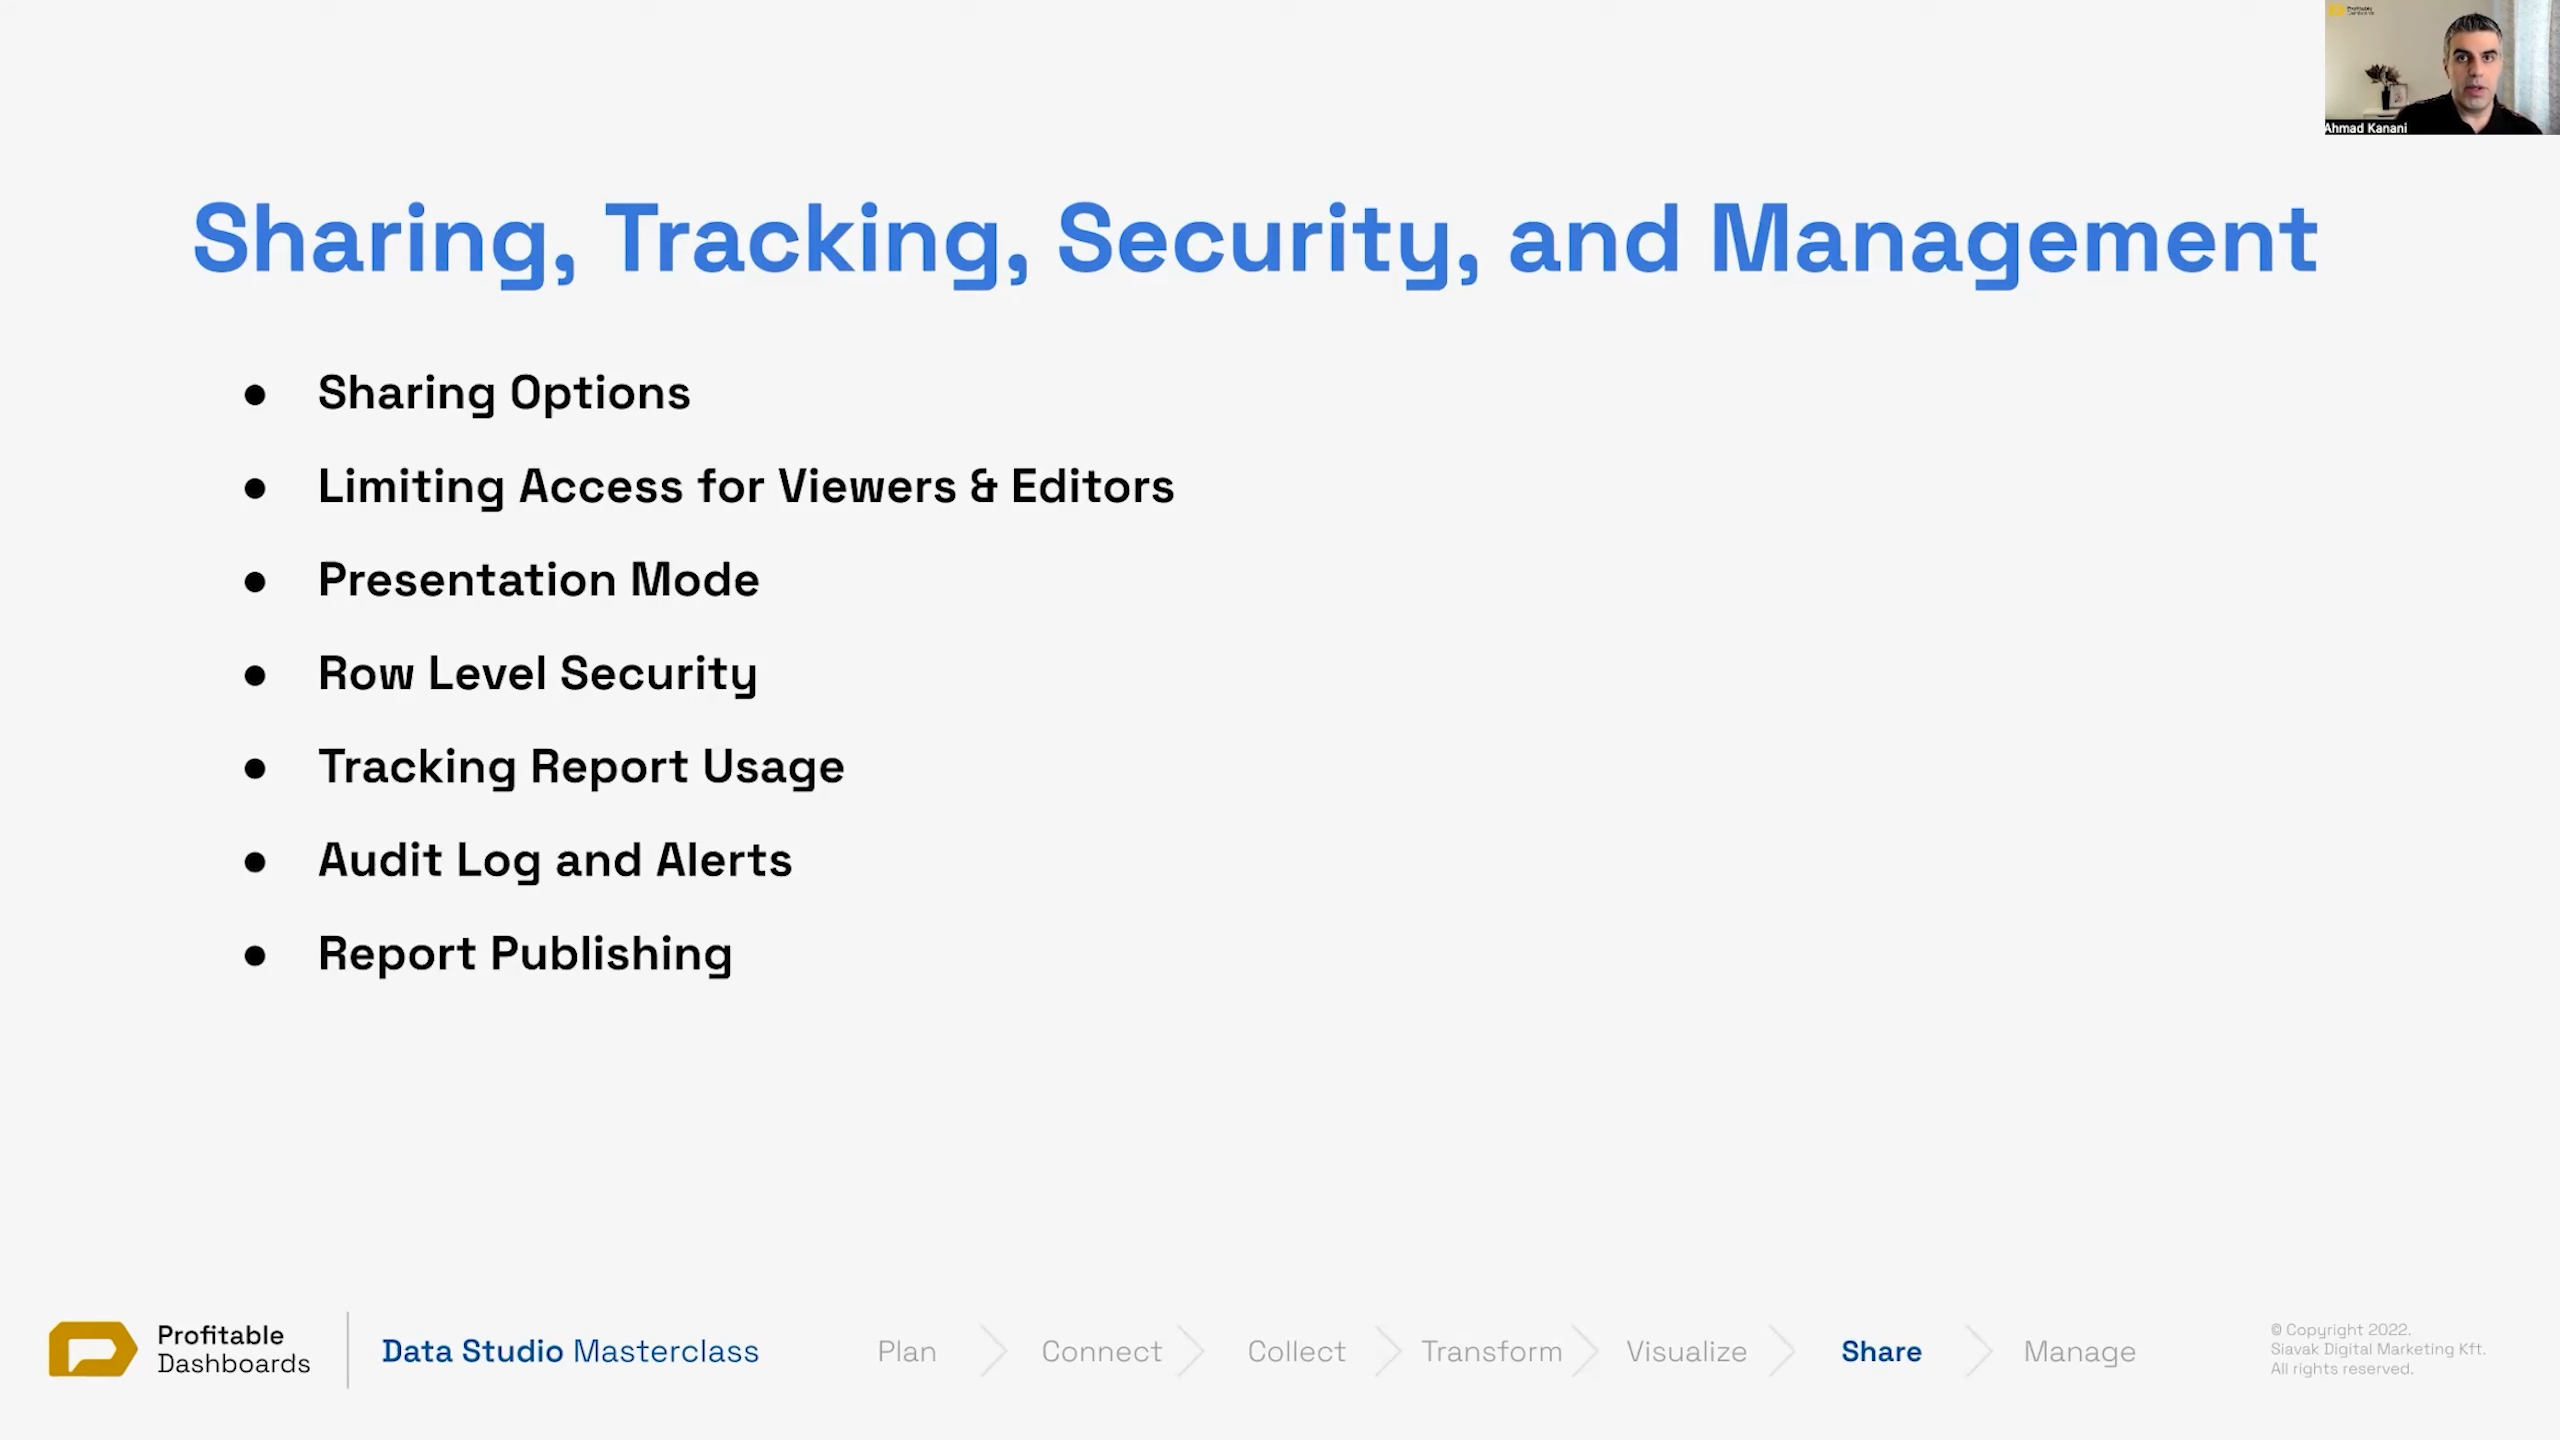 Ahmad Kanani
Sharing, Tracking, Security, and Management
● Sharing Options
● Limiting Access for Viewers & Editors
● Presentation Mode
● Row Level Security
● Tracking Report Usage
● Audit Log and Alerts
● Report Publishing
Profitable
Dashboards
Data Studio Masterclass
Plan
Connect
Collect
Transform
Visualize
Share
Manage
© Copyright 2022.
Siavak Digital Marketing Kft.
All rights reserved.